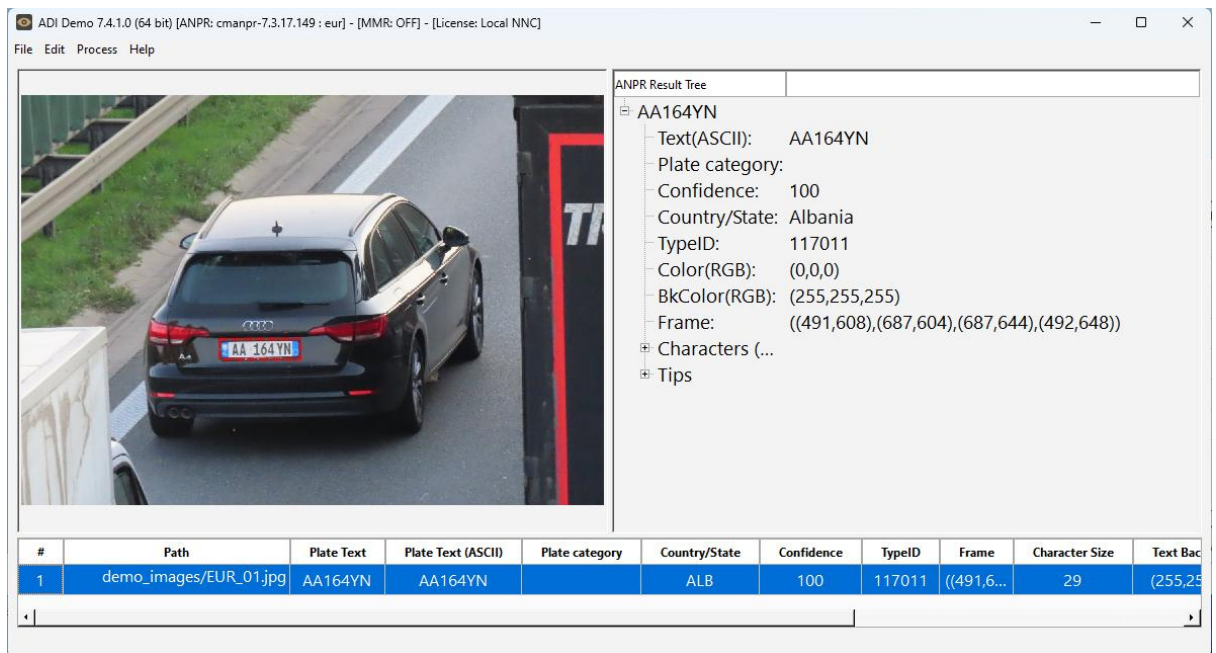 ADI Demo 7.4.1.0 (64 bit) [ANPR: cmanpr-7.3.17.149 : eur] - [MMR: OFF] - [License: Local NNC]
File Edit Process Help
ANPR Result Tree
AA164YN
Text(ASCII): AA164YN
Plate category:
Confidence: 100
Country/State: Albania
TypeID: 117011
Color(RGB): (0,0,0)
BkColor(RGB): (255,255,255)
Frame: ((491,608),(687,604),(687,644),(492,648))
Characters (...
Tips
TR
A4
AA 164YN
# Path Plate Text Plate Text (ASCII) Plate category Country/State Confidence TypeID Frame Character Size Text Bac
1 demo_images/EUR_01.jpg AA164YN AA164YN ALB 100 117011 ((491,6... 29 (255,25